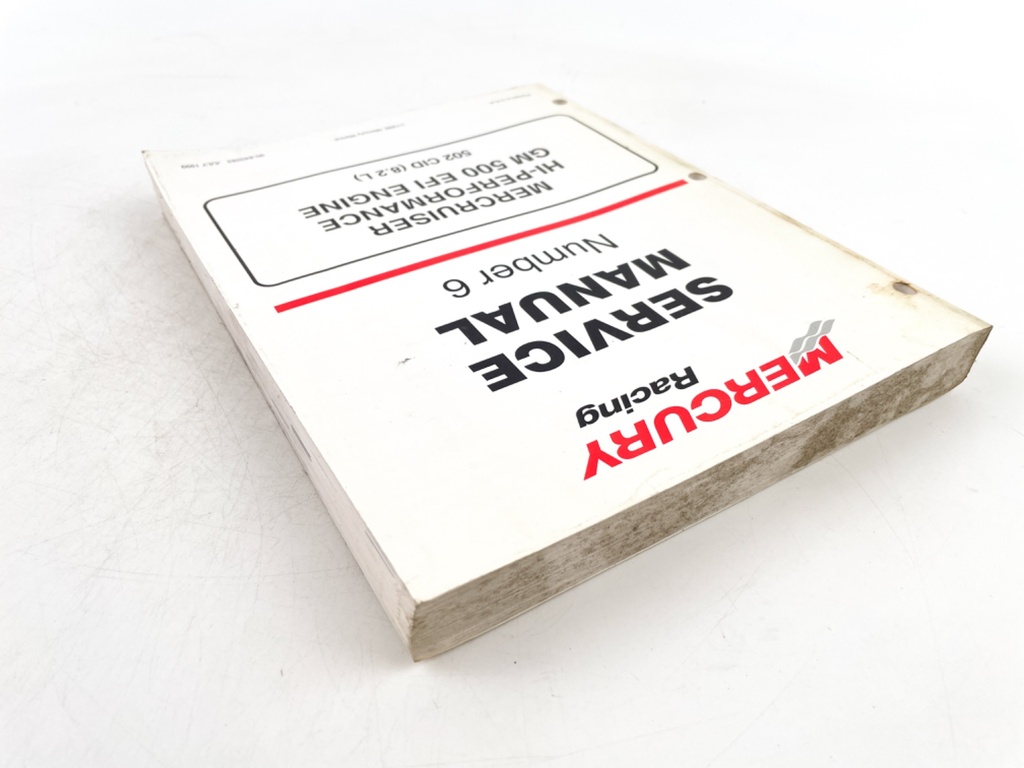 MERCURY
Racing
SERVICE
MANUAL
Number 6
MERCRUISER
HI-PERFORMANCE
GM 500 EFI ENGINE
502 CID (8.2 L)